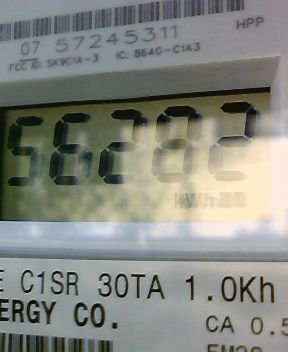 HPP
07 57245311
FCC ID: SK9C1A-3 IC: 864G-C1A3
56282
kWh
E C1SR 30TA 1.0Kh
ERGY CO.
CA 0.5